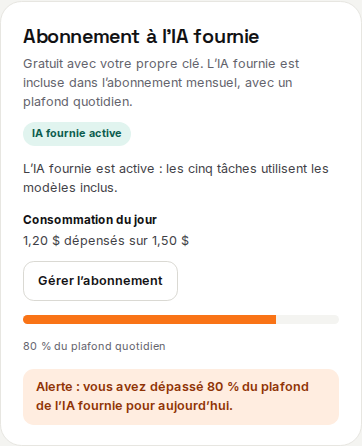 Abonnement à l’IA fournie
Gratuit avec votre propre clé. L’IA fournie est
incluse dans l’abonnement mensuel, avec un
plafond quotidien.
IA fournie active
L’IA fournie est active : les cinq tâches utilisent les
modèles inclus.
Consommation du jour
1,20 $ dépensés sur 1,50 $
Gérer l’abonnement
80 % du plafond quotidien
Alerte : vous avez dépassé 80 % du plafond
de l’IA fournie pour aujourd’hui.